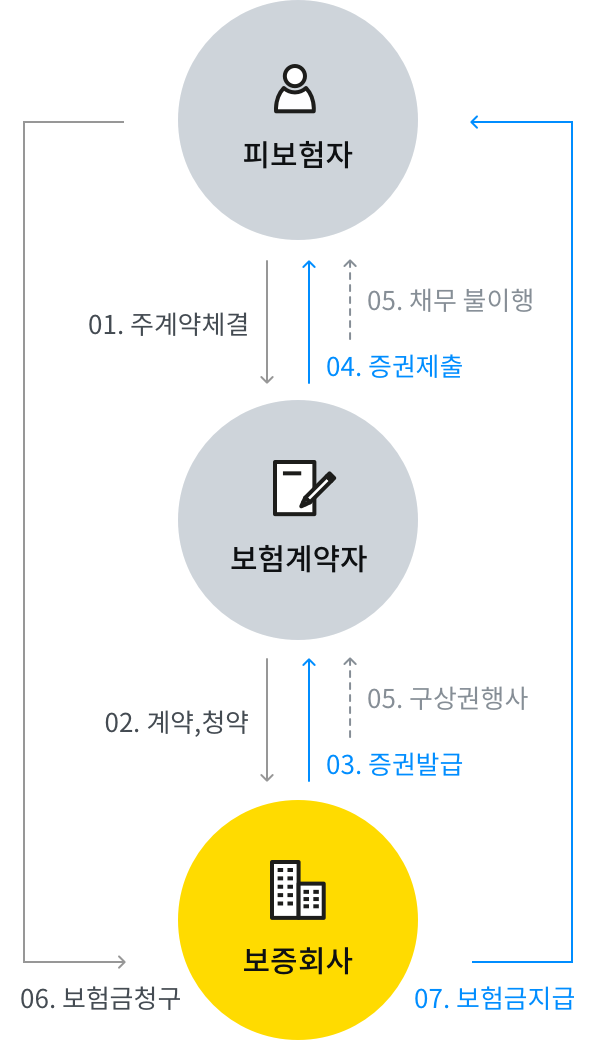 피보험자
05. 채무 불이행
01. 주계약체결
04. 증권제출
보험계약자
05. 구상권행사
02. 계약,청약
03. 증권발급
보증회사
06. 보험금청구
07. 보험금지급